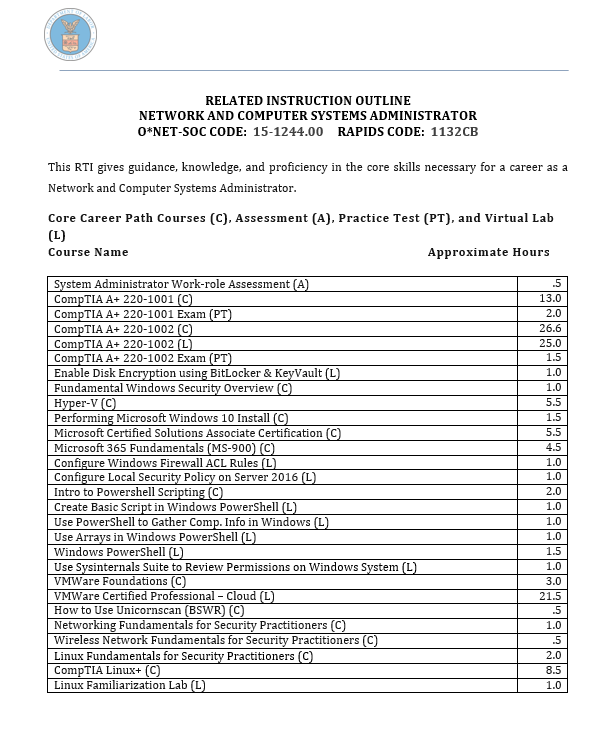 RELATED INSTRUCTION OUTLINE
NETWORK AND COMPUTER SYSTEMS ADMINISTRATOR
O*NET-SOC CODE: 15-1244.00 RAPIDS CODE: 1132CB
This RTI gives guidance, knowledge, and proficiency in the core skills necessary for a career as a
Network and Computer Systems Administrator.
Core Career Path Courses (C), Assessment (A), Practice Test (PT), and Virtual Lab
(L)
Course Name Approximate Hours
System Administrator Work-role Assessment (A) .5
CompTIA A+ 220-1001 (C) 13.0
CompTIA A+ 220-1001 Exam (PT) 2.0
CompTIA A+ 220-1002 (C) 26.6
CompTIA A+ 220-1002 (L) 25.0
CompTIA A+ 220-1002 Exam (PT) 1.5
Enable Disk Encryption using BitLocker & KeyVault (L) 1.0
Fundamental Windows Security Overview (C) 1.0
Hyper-V (C) 5.5
Performing Microsoft Windows 10 Install (C) 1.5
Microsoft Certified Solutions Associate Certification (C) 5.5
Microsoft 365 Fundamentals (MS-900) (C) 4.5
Configure Windows Firewall ACL Rules (L) 1.0
Configure Local Security Policy on Server 2016 (L) 1.0
Intro to Powershell Scripting (C) 2.0
Create Basic Script in Windows PowerShell (L) 1.0
Use PowerShell to Gather Comp. Info in Windows (L) 1.0
Use Arrays in Windows PowerShell (L) 1.0
Windows PowerShell (L) 1.5
Use Sysinternals Suite to Review Permissions on Windows System (L) 1.0
VMWare Foundations (C) 3.0
VMWare Certified Professional – Cloud (L) 21.5
How to Use Unicornscan (BSWR) (C) .5
Networking Fundamentals for Security Practitioners (C) 1.0
Wireless Network Fundamentals for Security Practitioners (C) .5
Linux Fundamentals for Security Practitioners (C) 2.0
CompTIA Linux+ (C) 8.5
Linux Familiarization Lab (L) 1.0